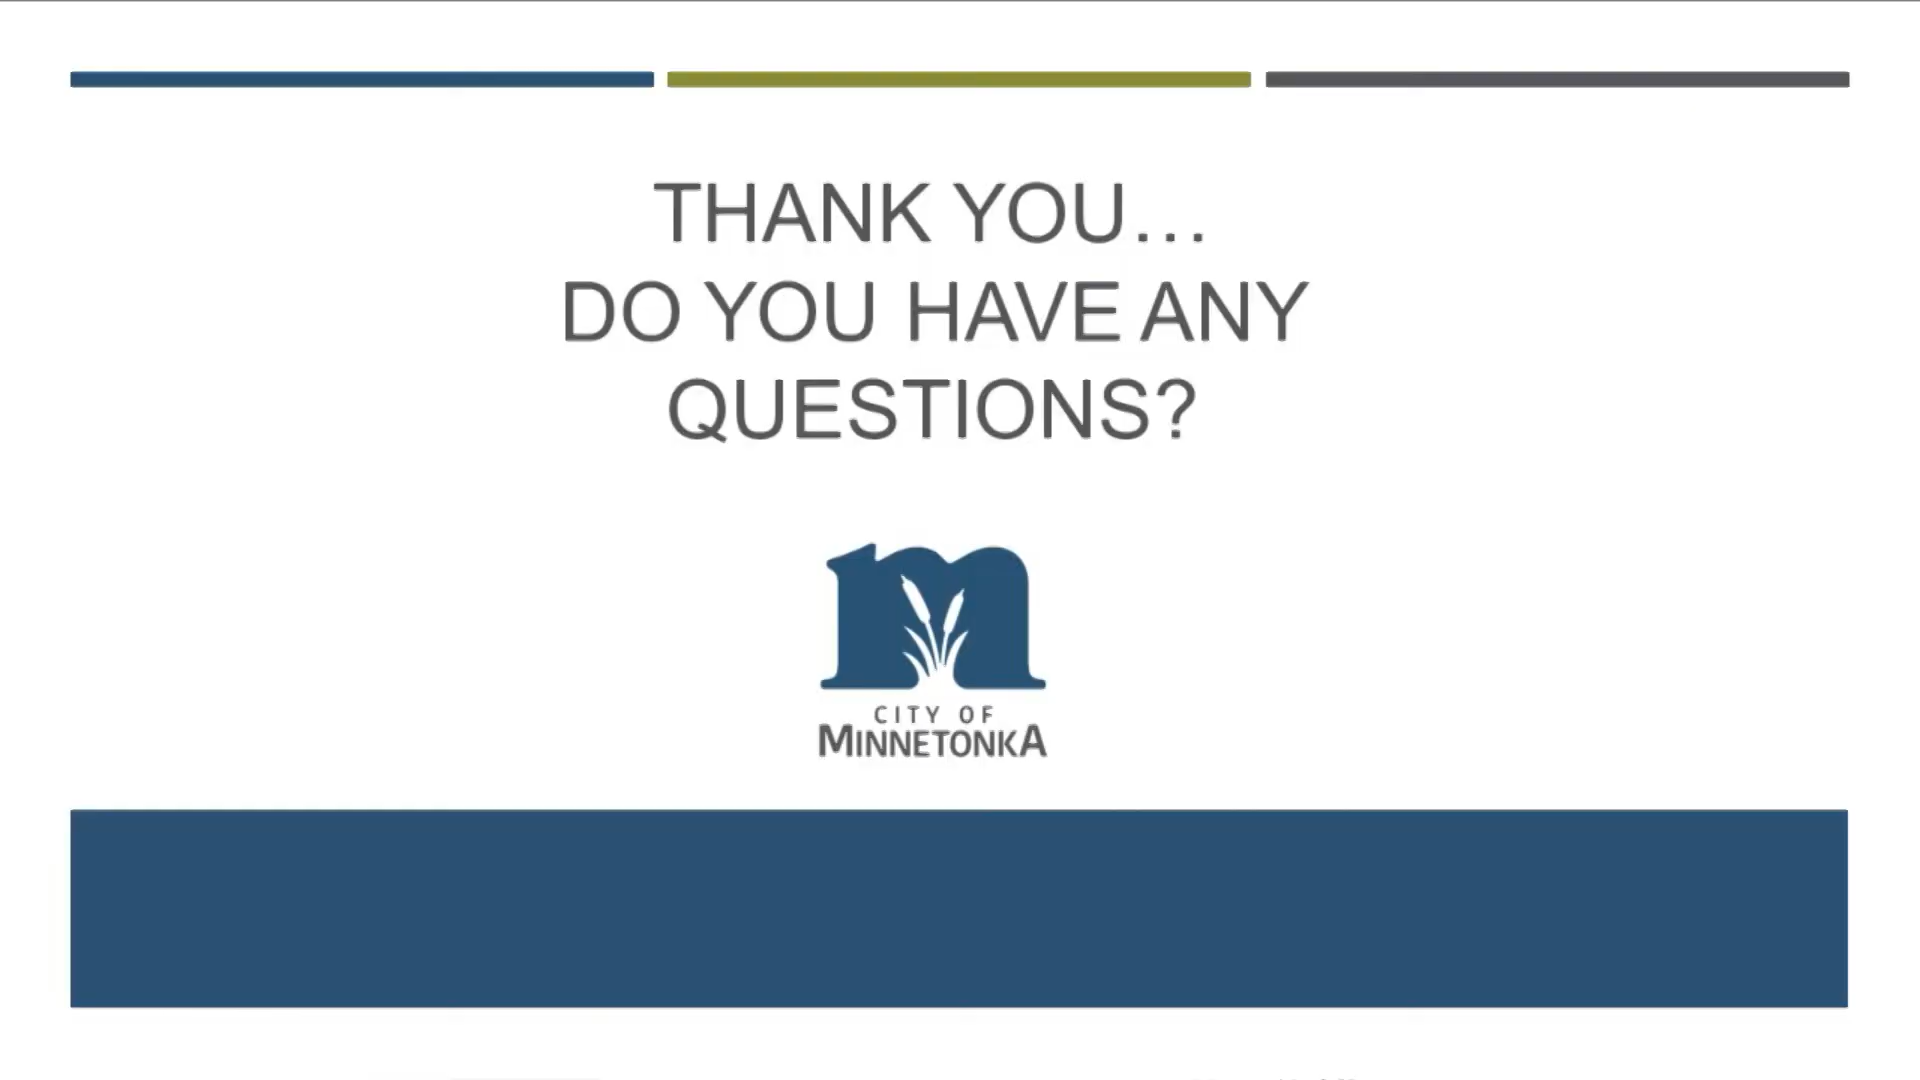 THANK YOU…
DO YOU HAVE ANY
QUESTIONS?
m
CITY OF
MINNETONKA